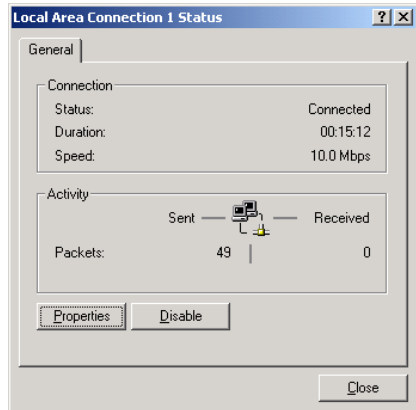 Local Area Connection 1 Status
General
Connection
Status: Connected
Duration: 00:15:12
Speed: 10.0 Mbps
Activity
Sent Received
Packets: 49 0
Properties Disable
Close